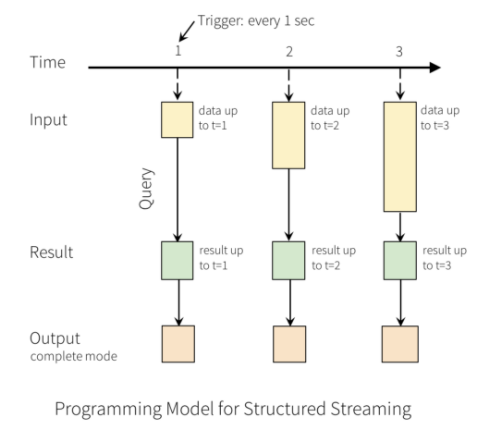 Trigger: every 1 sec
1 2 3
Time
Input
data up
to t=1
data up
to t=2
data up
to t=3
Query
Result
result up
to t=1
result up
to t=2
result up
to t=3
Output
complete mode
Programming Model for Structured Streaming